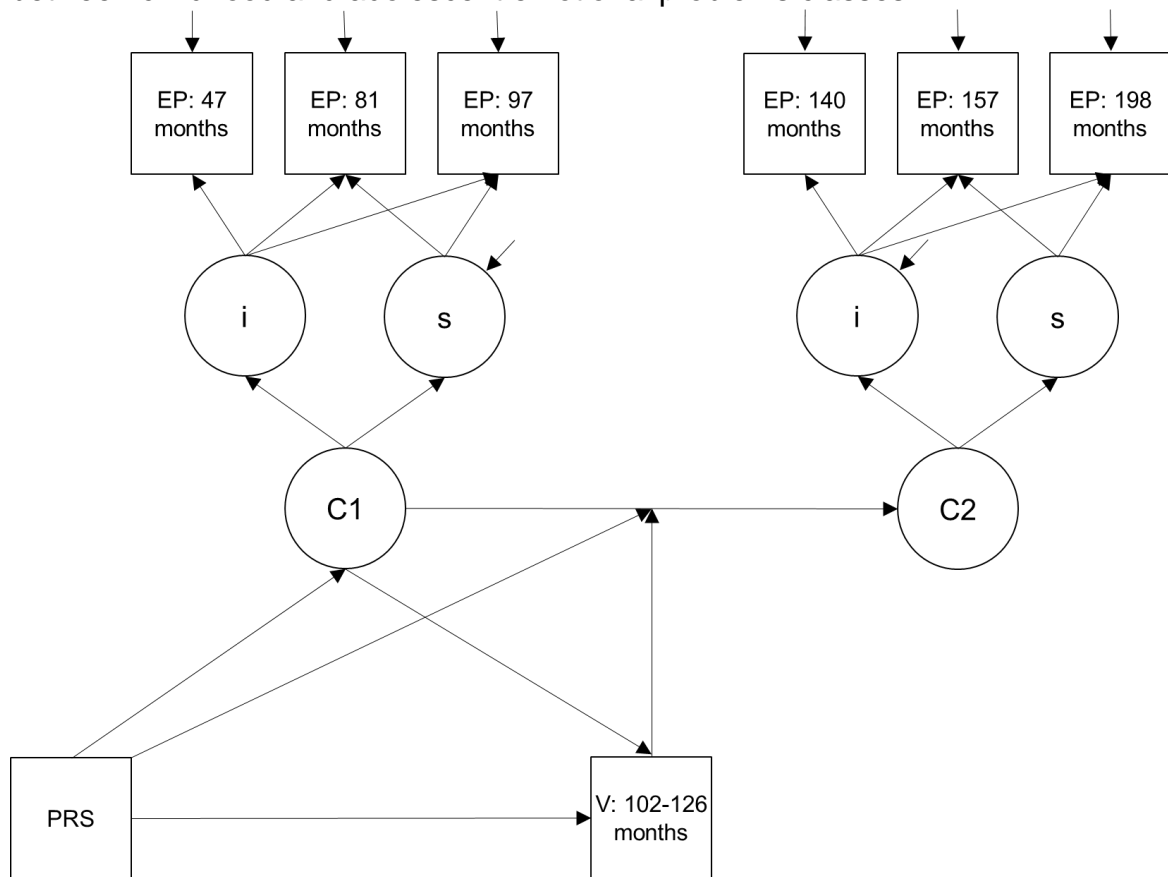 EP: 47
months
EP: 81
months
EP: 97
months
EP: 140
months
EP: 157
months
EP: 198
months
i
s
i
s
C1
C2
PRS
V: 102-126
months